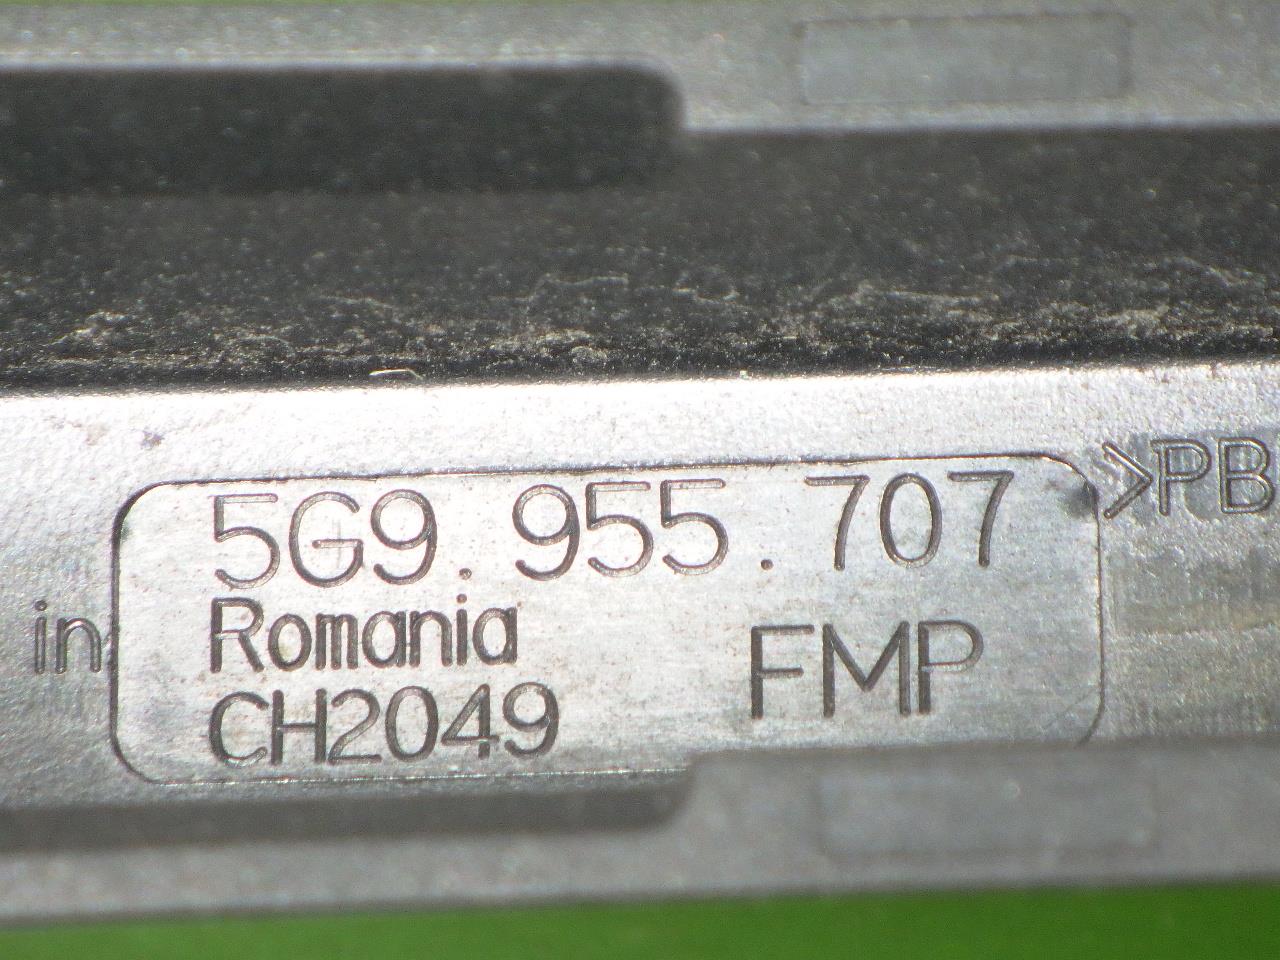 5G9.955.707 >PB
in Romania FMP
CH2049